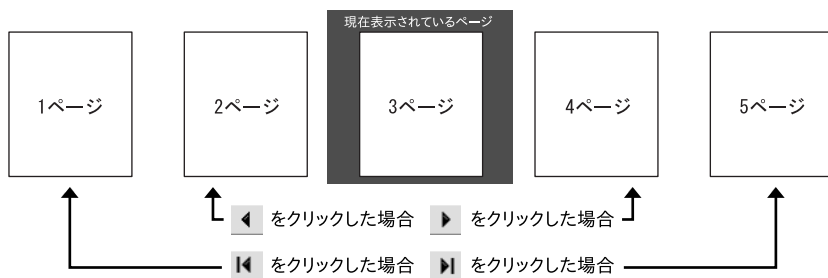 現在表示されているページ
1ページ
2ページ
3ページ
4ページ
5ページ
をクリックした場合
をクリックした場合
をクリックした場合
をクリックした場合